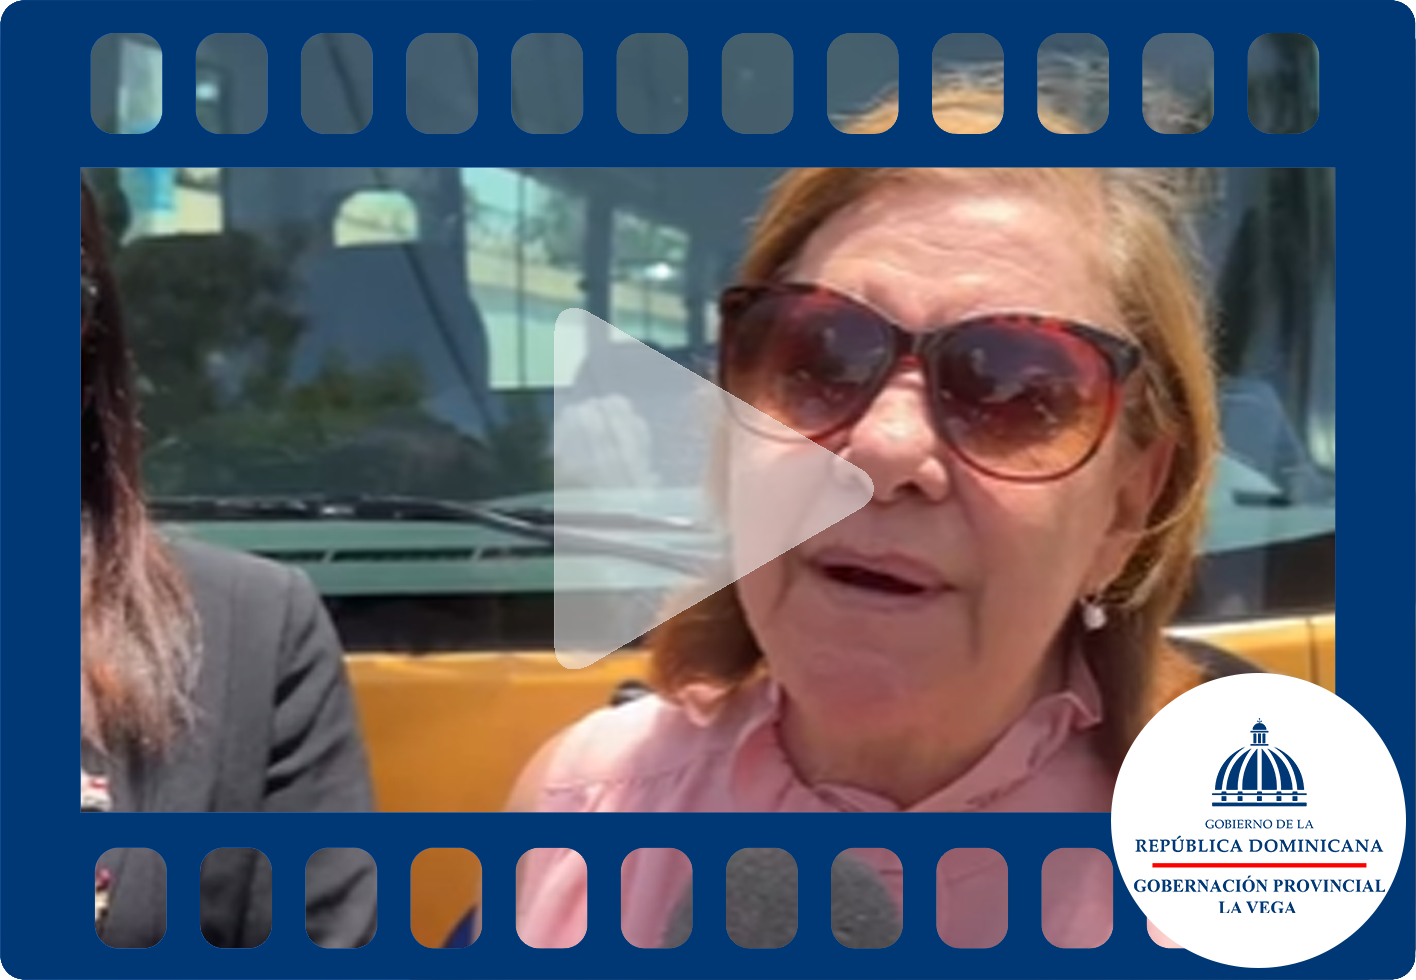 GOBIERNO DE LA
REPÚBLICA DOMINICANA
GOBERNACIÓN PROVINCIAL
LA VEGA